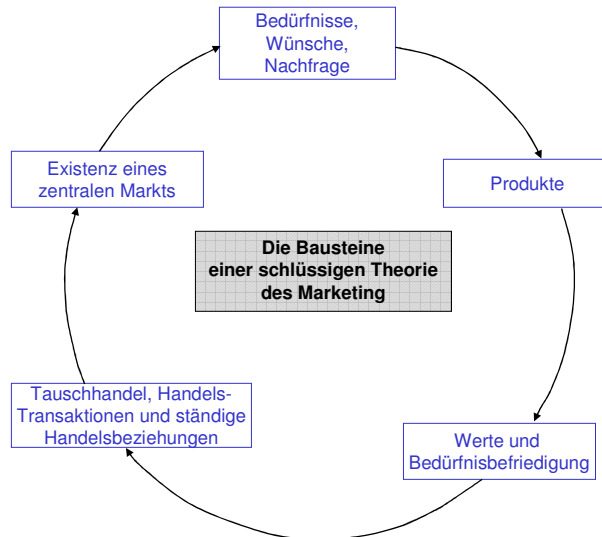 Bedürfnisse,
Wünsche,
Nachfrage
Existenz eines
zentralen Markts
Produkte
Die Bausteine
einer schlüssigen Theorie
des Marketing
Tauschhandel, Handels-
Transaktionen und ständige
Handelsbeziehungen
Werte und
Bedürfnisbefriedigung